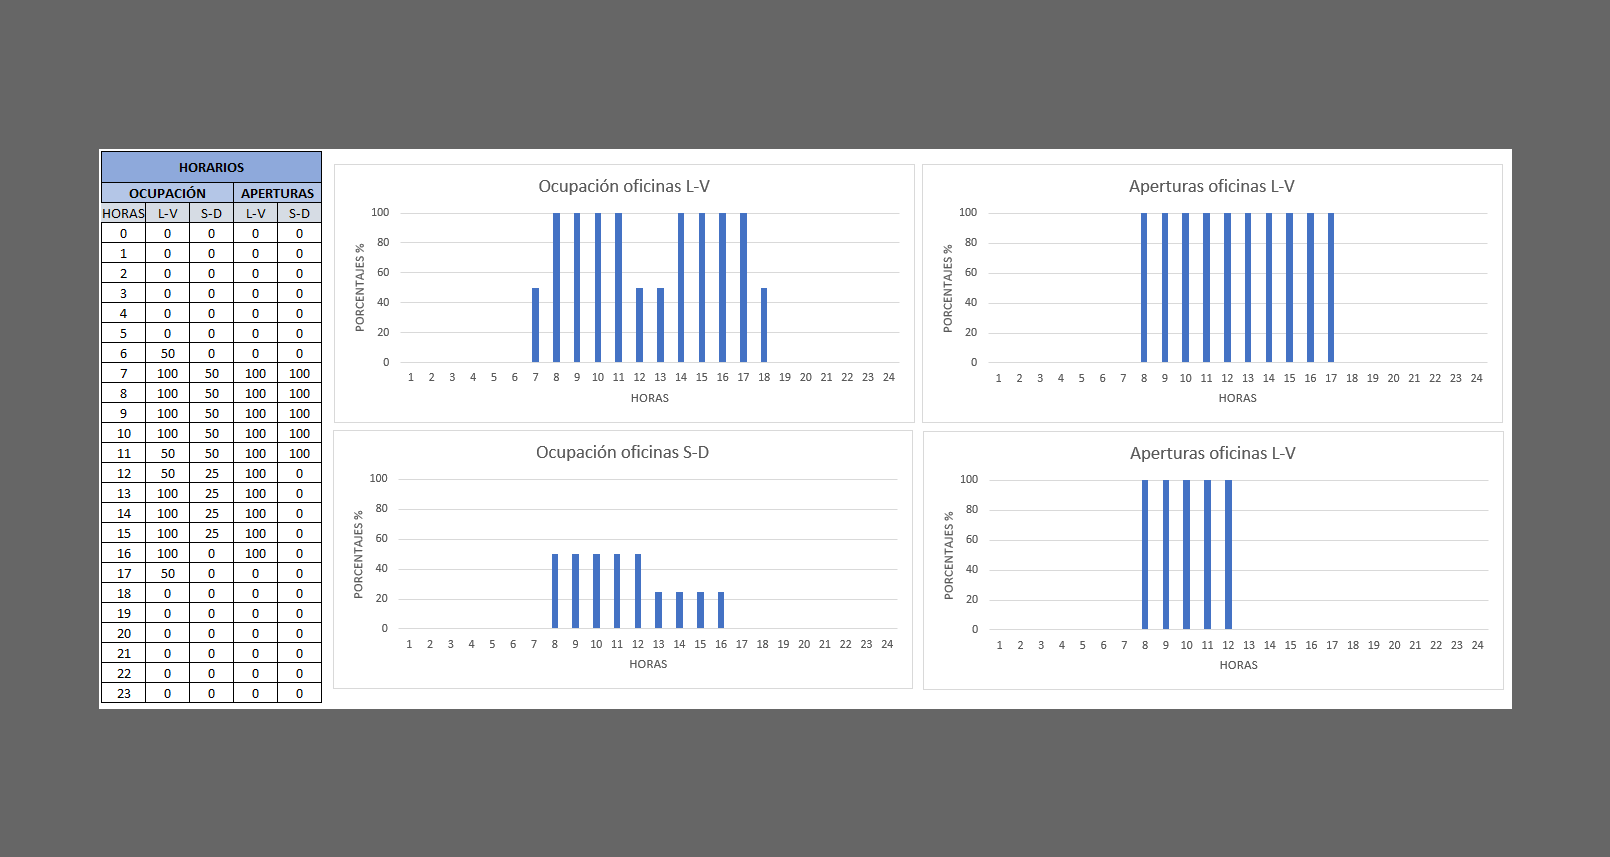 HORARIOS
OCUPACIÓN APERTURAS
HORAS L-V S-D L-V S-D
0 0 0 0 0
1 0 0 0 0
2 0 0 0 0
3 0 0 0 0
4 0 0 0 0
5 0 0 0 0
6 50 0 0 0
7 100 50 100 100
8 100 50 100 100
9 100 50 100 100
10 100 50 100 100
11 50 50 100 100
12 50 25 100 0
13 100 25 100 0
14 100 25 100 0
15 100 25 100 0
16 100 0 100 0
17 50 0 0 0
18 0 0 0 0
19 0 0 0 0
20 0 0 0 0
21 0 0 0 0
22 0 0 0 0
23 0 0 0 0
Ocupación oficinas L-V
PORCENTAJES %
100
80
60
40
20
0
1 2 3 4 5 6 7 8 9 10 11 12 13 14 15 16 17 18 19 20 21 22 23 24
HORAS
Aperturas oficinas L-V
PORCENTAJES %
100
80
60
40
20
0
1 2 3 4 5 6 7 8 9 10 11 12 13 14 15 16 17 18 19 20 21 22 23 24
HORAS
Ocupación oficinas S-D
PORCENTAJES %
100
80
60
40
20
0
1 2 3 4 5 6 7 8 9 10 11 12 13 14 15 16 17 18 19 20 21 22 23 24
HORAS
Aperturas oficinas L-V
PORCENTAJES %
100
80
60
40
20
0
1 2 3 4 5 6 7 8 9 10 11 12 13 14 15 16 17 18 19 20 21 22 23 24
HORAS